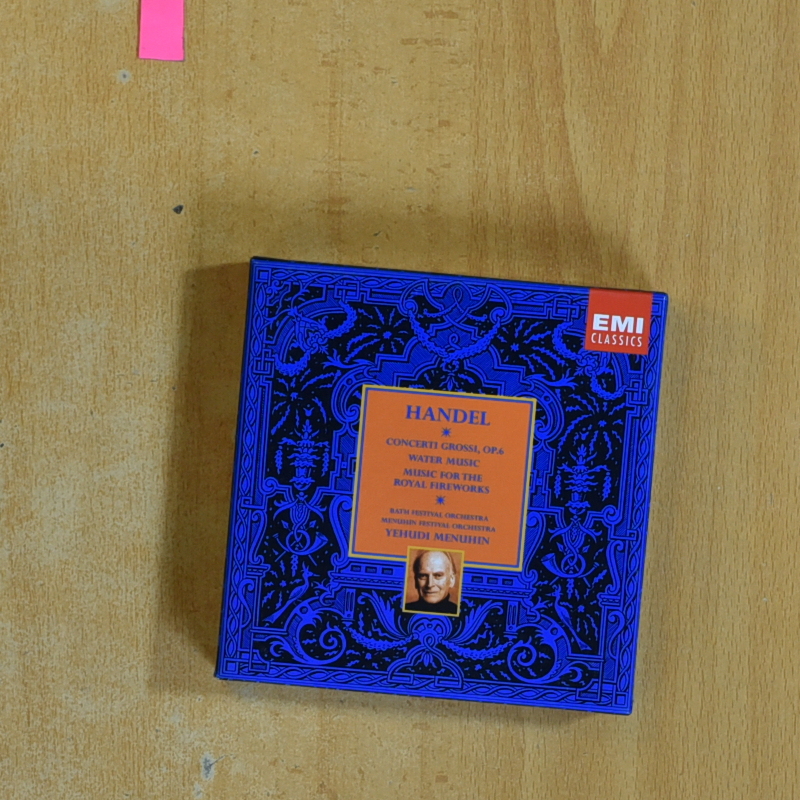 EMI
CLASSICS
HANDEL
CONCERTI GROSSI, OP.6
WATER MUSIC
MUSIC FOR THE
ROYAL FIREWORKS
BATH FESTIVAL ORCHESTRA
MENUHIN FESTIVAL ORCHESTRA
YEHUDI MENUHIN